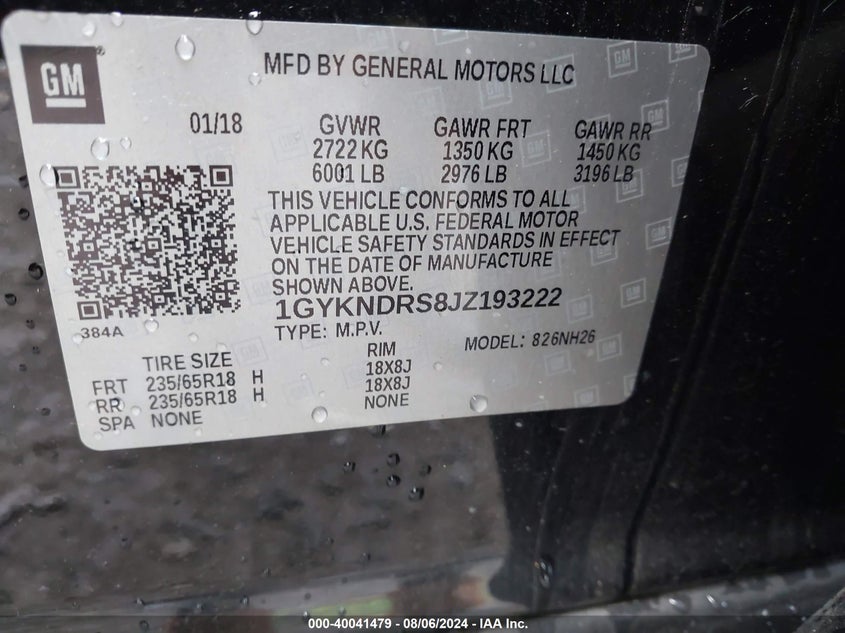 GM
MFD BY GENERAL MOTORS LLC
01/18 GVWR GAWR FRT GAWR RR
2722 KG 1350 KG 1450 KG
6001 LB 2976 LB 3196 LB
THIS VEHICLE CONFORMS TO ALL
APPLICABLE U.S. FEDERAL MOTOR
VEHICLE SAFETY STANDARDS IN EFFECT
ON THE DATE OF MANUFACTURE
SHOWN ABOVE.
1GYKNDRS8JZ193222
384A
TYPE: M.P.V. MODEL: 826NH26
TIRE SIZE RIM
FRT 235/65R18 H 18X8J
RR 235/65R18 H 18X8J
SPA NONE NONE
000-40041479 - 08/06/2024 - IAA Inc.